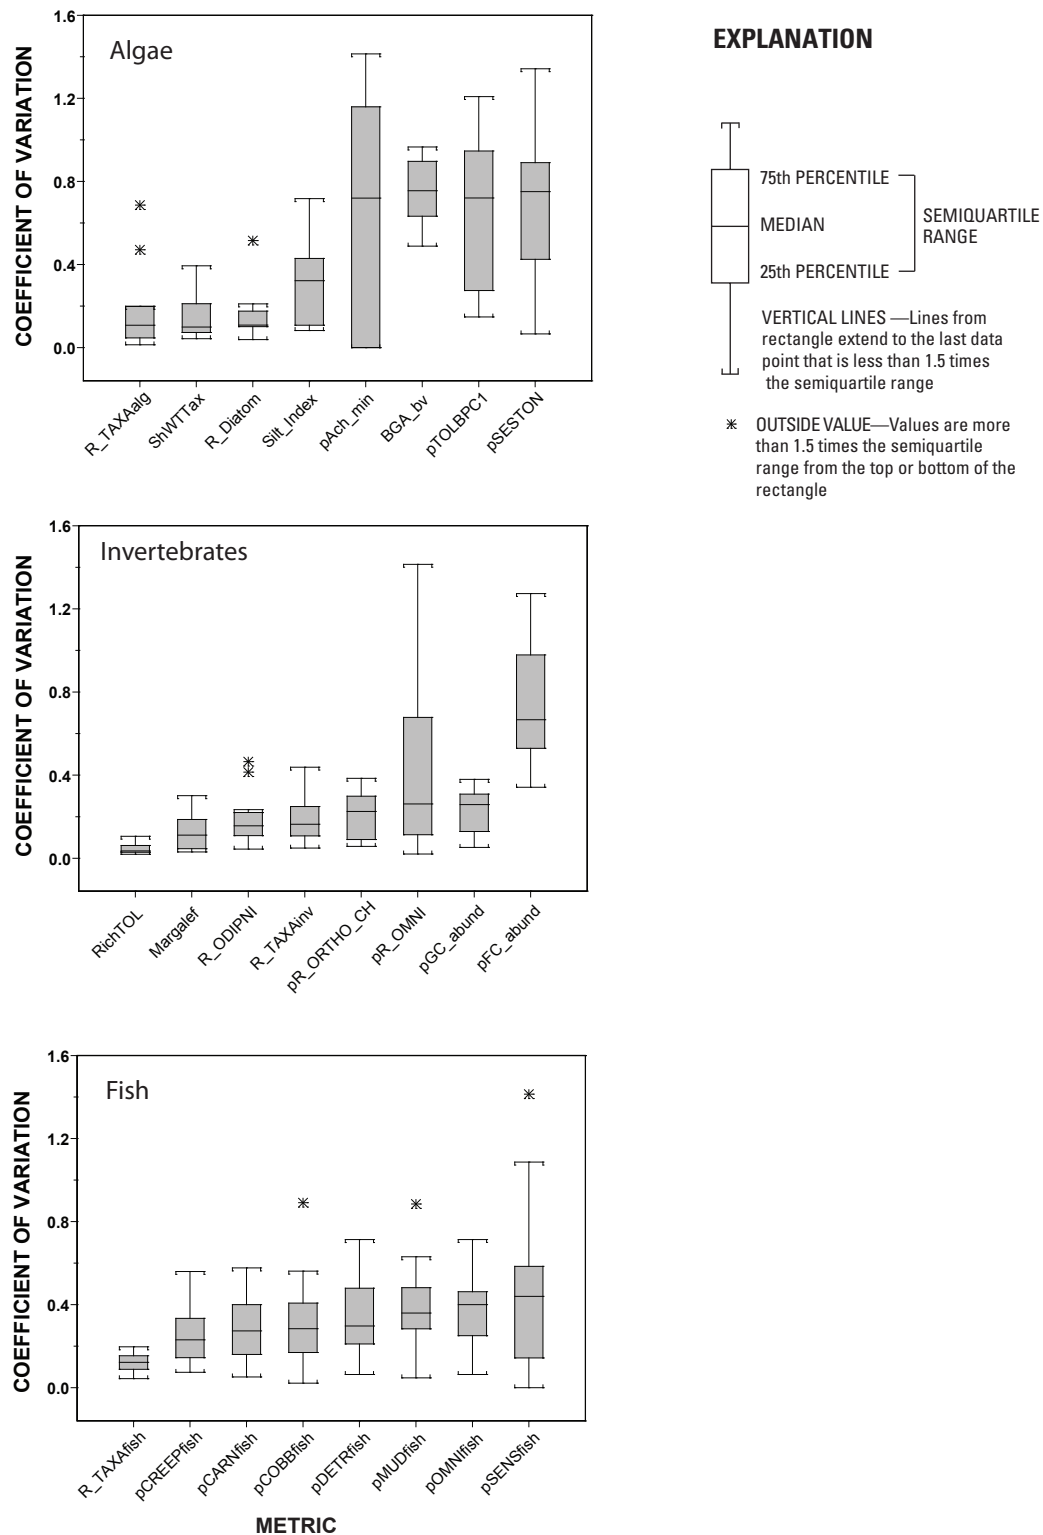 Algae
COEFFICIENT OF VARIATION
1.6
1.2
0.8
0.4
0.0
R_TAXAalg
ShWTTax
R_Diatom
Silt_Index
pAch_min
BGA_bv
pTOLBPC1
pSESTON
EXPLANATION
75th PERCENTILE
MEDIAN
25th PERCENTILE
SEMIQUARTILE
RANGE
VERTICAL LINES —Lines from
rectangle extend to the last data
point that is less than 1.5 times
the semiquartile range
* OUTSIDE VALUE—Values are more
than 1.5 times the semiquartile
range from the top or bottom of the
rectangle
Invertebrates
COEFFICIENT OF VARIATION
1.6
1.2
0.8
0.4
0.0
RichTOL
Margalef
R_ODIPNI
R_TAXAinv
pR_ORTHO_CH
pR_OMNI
pGC_abund
pFC_abund
Fish
COEFFICIENT OF VARIATION
1.6
1.2
0.8
0.4
0.0
R_TAXAfish
pCREEPfish
pCARNfish
pCOBBfish
pDETRfish
pMUDfish
pOMNIfish
pSENSfish
METRIC